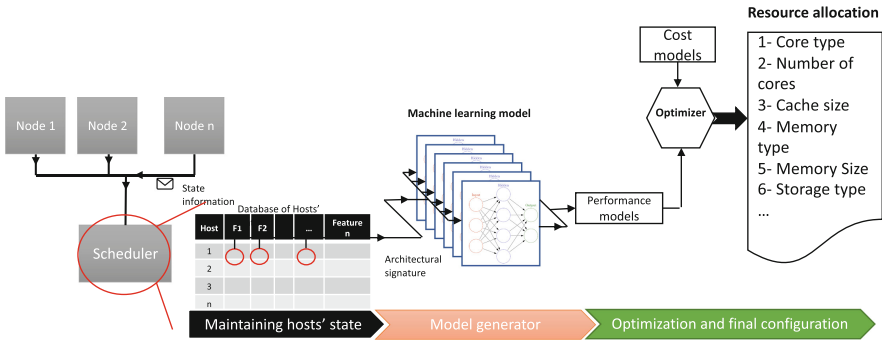 Resource allocation
Cost
models
1- Core type
2- Number of
cores
3- Cache size
4- Memory
type
5- Memory Size
6- Storage type
...
Optimizer
Machine learning model
Node 1
Node 2
Node n
State
information
Database of Hosts'
Scheduler
Host F1 F2 ... Feature
n
1
2
3
n
Architectural
signature
Performance
models
Maintaining hosts' state
Model generator
Optimization and final configuration